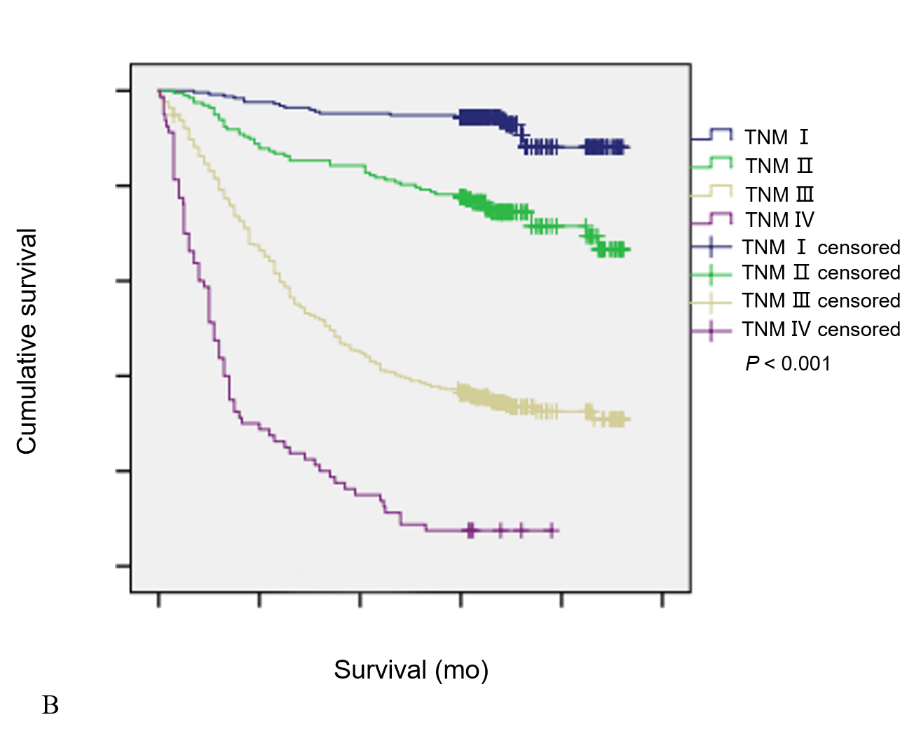 Cumulative survival
TNM Ⅰ
TNM Ⅱ
TNM Ⅲ
TNM Ⅳ
TNM Ⅰ censored
TNM Ⅱ censored
TNM Ⅲ censored
TNM Ⅳ censored
P < 0.001
Survival (mo)
B